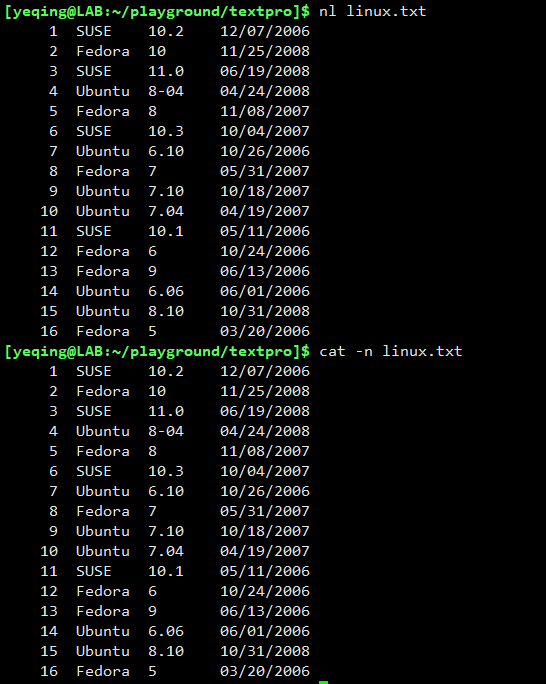 [yeqing@LAB:~/playground/textpro]$ nl linux.txt
     1  SUSE    10.2    12/07/2006
     2  Fedora  10      11/25/2008
     3  SUSE    11.0    06/19/2008
     4  Ubuntu  8-04    04/24/2008
     5  Fedora  8       11/08/2007
     6  SUSE    10.3    10/04/2007
     7  Ubuntu  6.10    10/26/2006
     8  Fedora  7       05/31/2007
     9  Ubuntu  7.10    10/18/2007
    10  Ubuntu  7.04    04/19/2007
    11  SUSE    10.1    05/11/2006
    12  Fedora  6       10/24/2006
    13  Fedora  9       06/13/2006
    14  Ubuntu  6.06    06/01/2006
    15  Ubuntu  8.10    10/31/2008
    16  Fedora  5       03/20/2006
[yeqing@LAB:~/playground/textpro]$ cat -n linux.txt
     1  SUSE    10.2    12/07/2006
     2  Fedora  10      11/25/2008
     3  SUSE    11.0    06/19/2008
     4  Ubuntu  8-04    04/24/2008
     5  Fedora  8       11/08/2007
     6  SUSE    10.3    10/04/2007
     7  Ubuntu  6.10    10/26/2006
     8  Fedora  7       05/31/2007
     9  Ubuntu  7.10    10/18/2007
    10  Ubuntu  7.04    04/19/2007
    11  SUSE    10.1    05/11/2006
    12  Fedora  6       10/24/2006
    13  Fedora  9       06/13/2006
    14  Ubuntu  6.06    06/01/2006
    15  Ubuntu  8.10    10/31/2008
    16  Fedora  5       03/20/2006